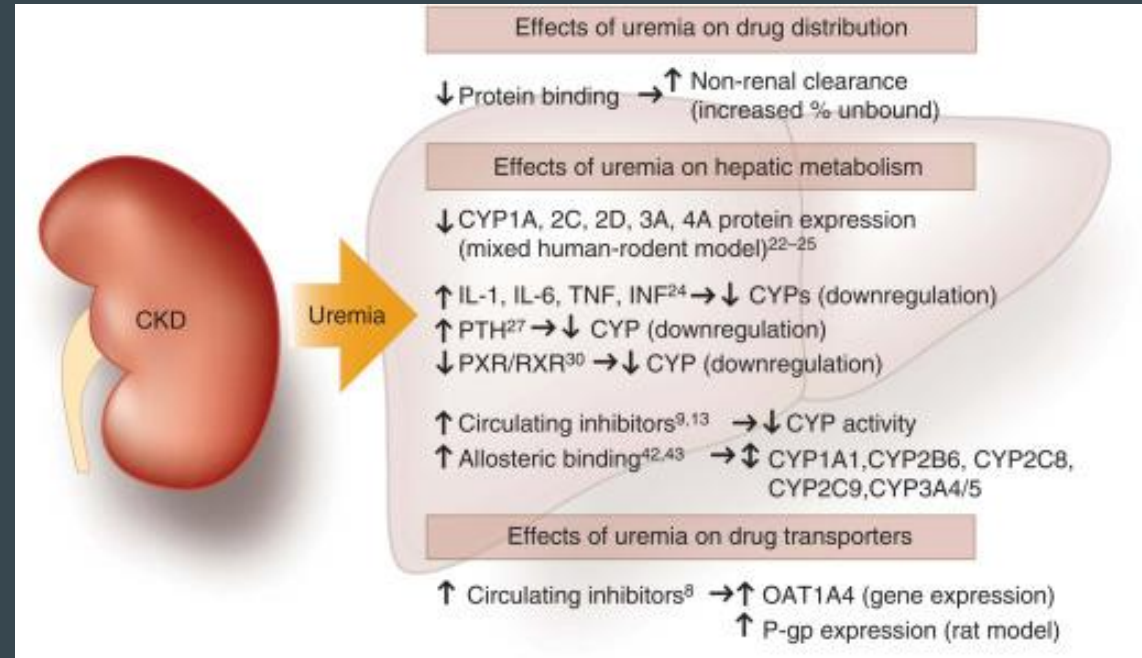 Effects of uremia on drug distribution
↓ Protein binding → ↑ Non-renal clearance
(increased % unbound)
Effects of uremia on hepatic metabolism
↓ CYP1A, 2C, 2D, 3A, 4A protein expression
(mixed human-rodent model)22–25
↑ IL-1, IL-6, TNF, INF24 → ↓ CYPs (downregulation)
↑ PTH27 → ↓ CYP (downregulation)
↓ PXR/RXR30 → ↓ CYP (downregulation)
↑ Circulating inhibitors9,13 → ↓ CYP activity
↑ Allosteric binding42,43 → ↕ CYP1A1,CYP2B6, CYP2C8,
CYP2C9,CYP3A4/5
Effects of uremia on drug transporters
↑ Circulating inhibitors8 → ↑ OAT1A4 (gene expression)
↑ P-gp expression (rat model)
CKD
Uremia